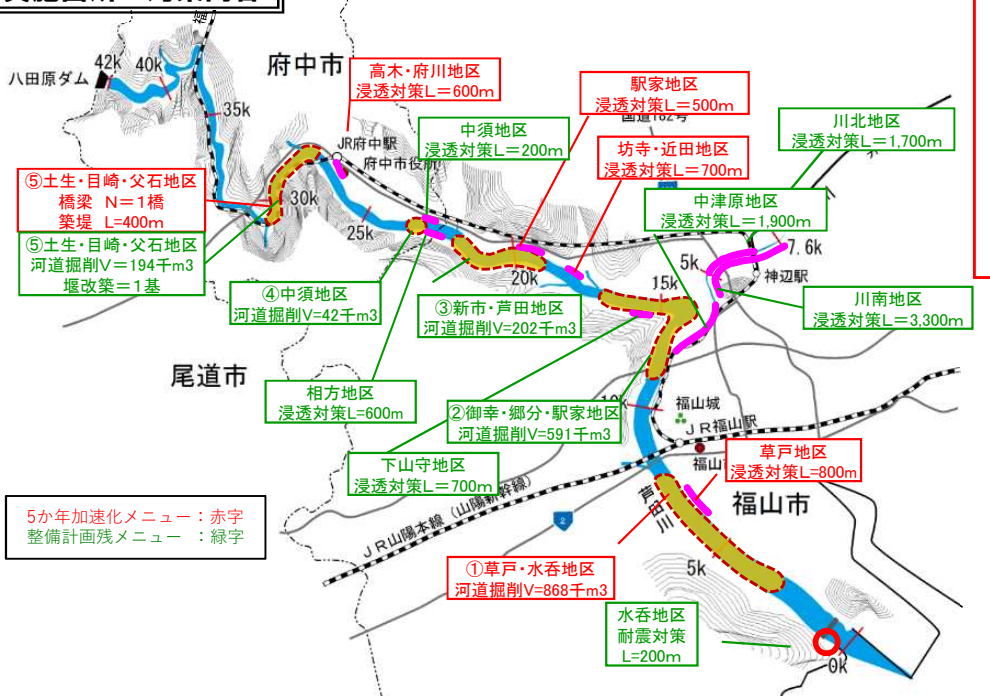 42k
40k
八田原ダム
35k
府中市
高木・府川地区
浸透対策L=600m
駅家地区
浸透対策L=500m
川北地区
浸透対策L=1,700m
中須地区
浸透対策L=200m
JR府中駅
府中市役所
坊寺・近田地区
浸透対策L=700m
⑤土生・目崎・父石地区
橋梁 N=1橋
築堤 L=400m
30k
中津原地区
浸透対策L=1,900m
⑤土生・目崎・父石地区
河道掘削V=194千m3
堰改築=1基
25k
20k
15k
5k
7.6k
神辺駅
④中須地区
河道掘削V=42千m3
③新市・芦田地区
河道掘削V=202千m3
川南地区
浸透対策L=3,300m
尾道市
相方地区
浸透対策L=600m
②御幸・郷分・駅家地区
河道掘削V=591千m3
福山城
JR福山駅
下山守地区
浸透対策L=700m
草戸地区
浸透対策L=800m
福山市
芦田川
JR山陽本線(山陽新幹線)
2
5か年加速化メニュー:赤字
整備計画残メニュー :緑字
①草戸・水呑地区
河道掘削V=868千m3
5k
水呑地区
耐震対策
L=200m
0k